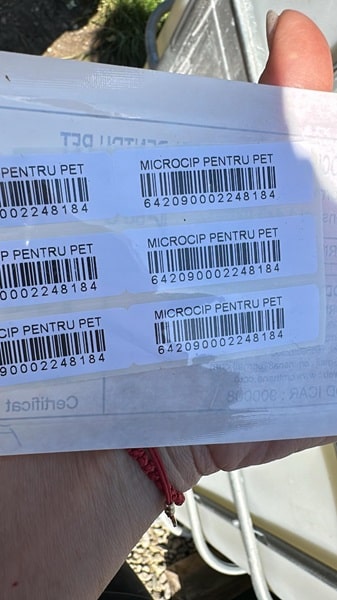 MICROCIP PENTRU PET
642090002248184
PENTRU PET
0002248184
MICROCIP PENTRU PET
642090002248184
PENTRU PET
0002248184
MICROCIP PENTRU PET
642090002248184
PENTRU PET
90002248184
Certificat